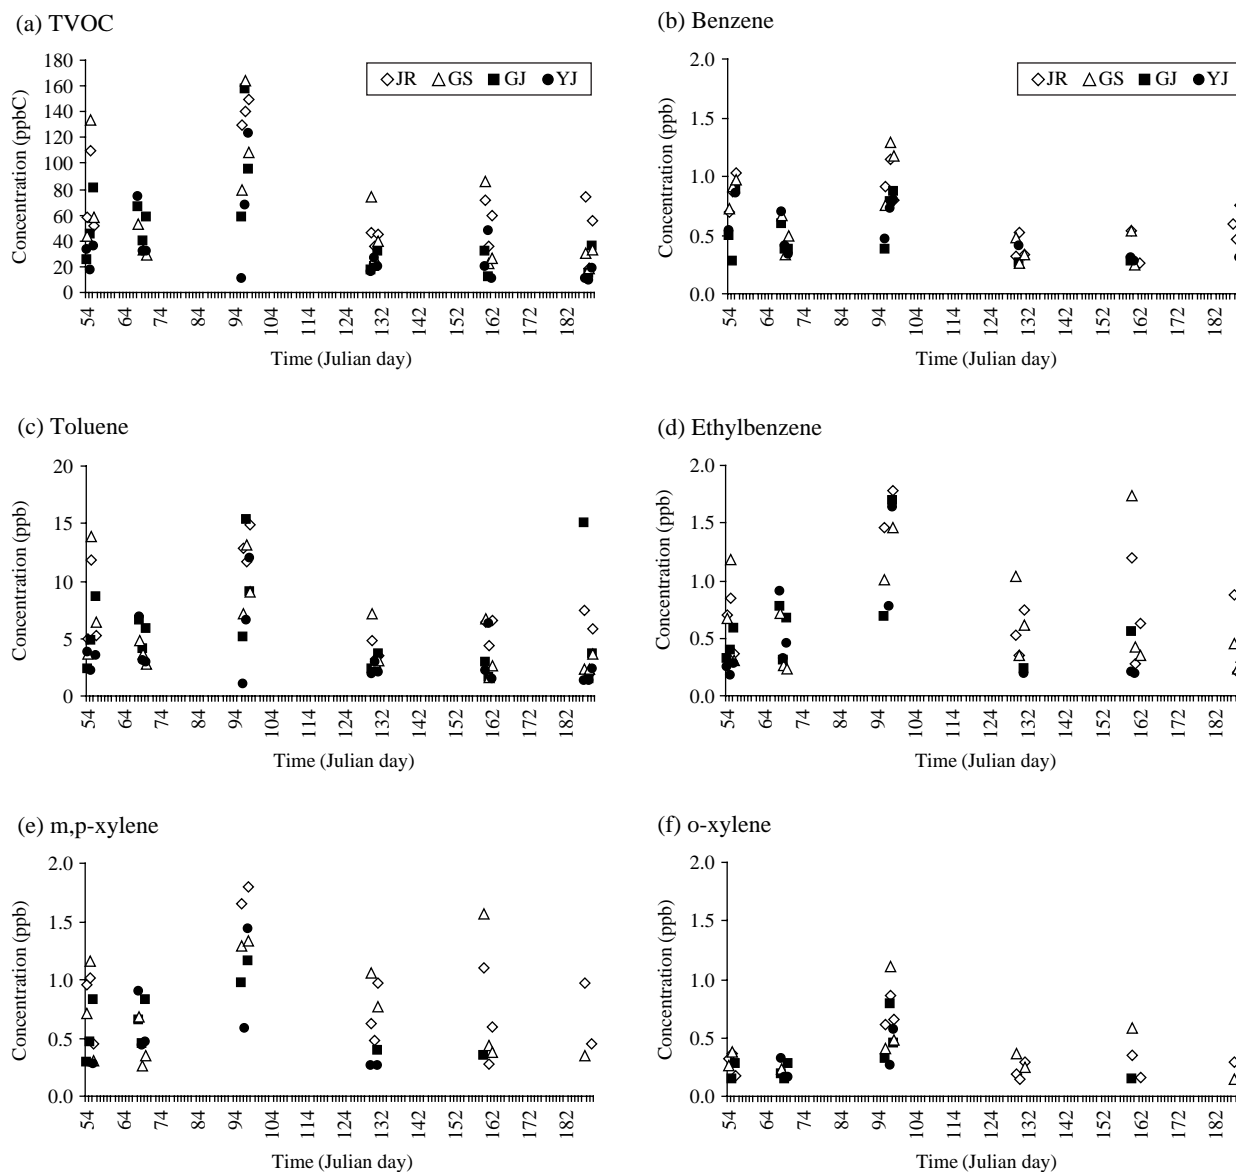 (a) TVOC
Concentration (ppbC)
180
160
140
120
100
80
60
40
20
0
JR GS GJ YJ
54 64 74 84 94 104 114 124 132 142 152 162 172 182
Time (Julian day)
(b) Benzene
Concentration (ppb)
2.0
1.5
1.0
0.5
0.0
JR GS GJ YJ
54 64 74 84 94 104 114 124 132 142 152 162 172 182
Time (Julian day)
(c) Toluene
Concentration (ppb)
20
15
10
5
0
54 64 74 84 94 104 114 124 132 142 152 162 172 182
Time (Julian day)
(d) Ethylbenzene
Concentration (ppb)
2.0
1.5
1.0
0.5
0.0
54 64 74 84 94 104 114 124 132 142 152 162 172 182
Time (Julian day)
(e) m,p-xylene
Concentration (ppb)
2.0
1.5
1.0
0.5
0.0
54 64 74 84 94 104 114 124 132 142 152 162 172 182
Time (Julian day)
(f) o-xylene
Concentration (ppb)
2.0
1.5
1.0
0.5
0.0
54 64 74 84 94 104 114 124 132 142 152 162 172 182
Time (Julian day)